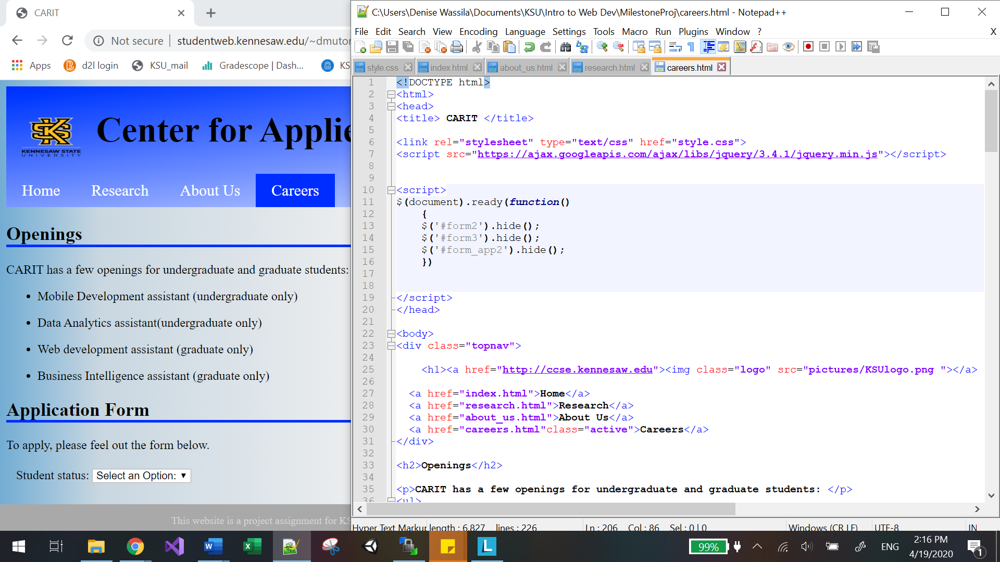 CARIT
Not secure
studentweb.kennesaw.edu/~dmuto
Apps
d2l login
KSU_mail
Gradescope | Dash...
KS
KENNESAW STATE
UNIVERSITY
Center for Applie
Home
Research
About Us
Careers
Openings
CARIT has a few openings for undergraduate and graduate students:
• Mobile Development assistant (undergraduate only)
• Data Analytics assistant(undergraduate only)
• Web development assistant (graduate only)
• Business Intelligence assistant (graduate only)
Application Form
To apply, please feel out the form below.
Student status: Select an Option:
This website is a project assignment for KS
C:\Users\Denise Wassila\Documents\KSU\Intro to Web Dev\MilestoneProj\careers.html - Notepad++
File Edit Search View Encoding Language Settings Tools Macro Run Plugins Window ? X
style.css index.html about_us.html research.html careers.html
1 <!DOCTYPE html>
2 <html>
3 <head>
4 <title> CARIT </title>
5
6 <link rel="stylesheet" type="text/css" href="style.css">
7 <script src="https://ajax.googleapis.com/ajax/libs/jquery/3.4.1/jquery.min.js"></script>
8
9
10 <script>
11 $(document).ready(function()
12 {
13 $('#form2').hide();
14 $('#form3').hide();
15 $('#form_app2').hide();
16 })
17
18
19 </script>
20 </head>
21
22 <body>
23 <div class="topnav">
24
25 <h1><a href="http://ccse.kennesaw.edu"><img class="logo" src="pictures/KSUlogo.png "></a>
26
27 <a href="index.html">Home</a>
28 <a href="research.html">Research</a>
29 <a href="about_us.html">About Us</a>
30 <a href="careers.html"class="active">Careers</a>
31 </div>
32
33 <h2>Openings</h2>
34
35 <p>CARIT has a few openings for undergraduate and graduate students: </p>
36 <ul>
Hyper Text Markup length : 6,827 lines : 226 Ln : 206 Col : 86 Sel : 0 | 0 Windows (CR LF) UTF-8 IN
99%
ENG
2:16 PM
4/19/2020
1